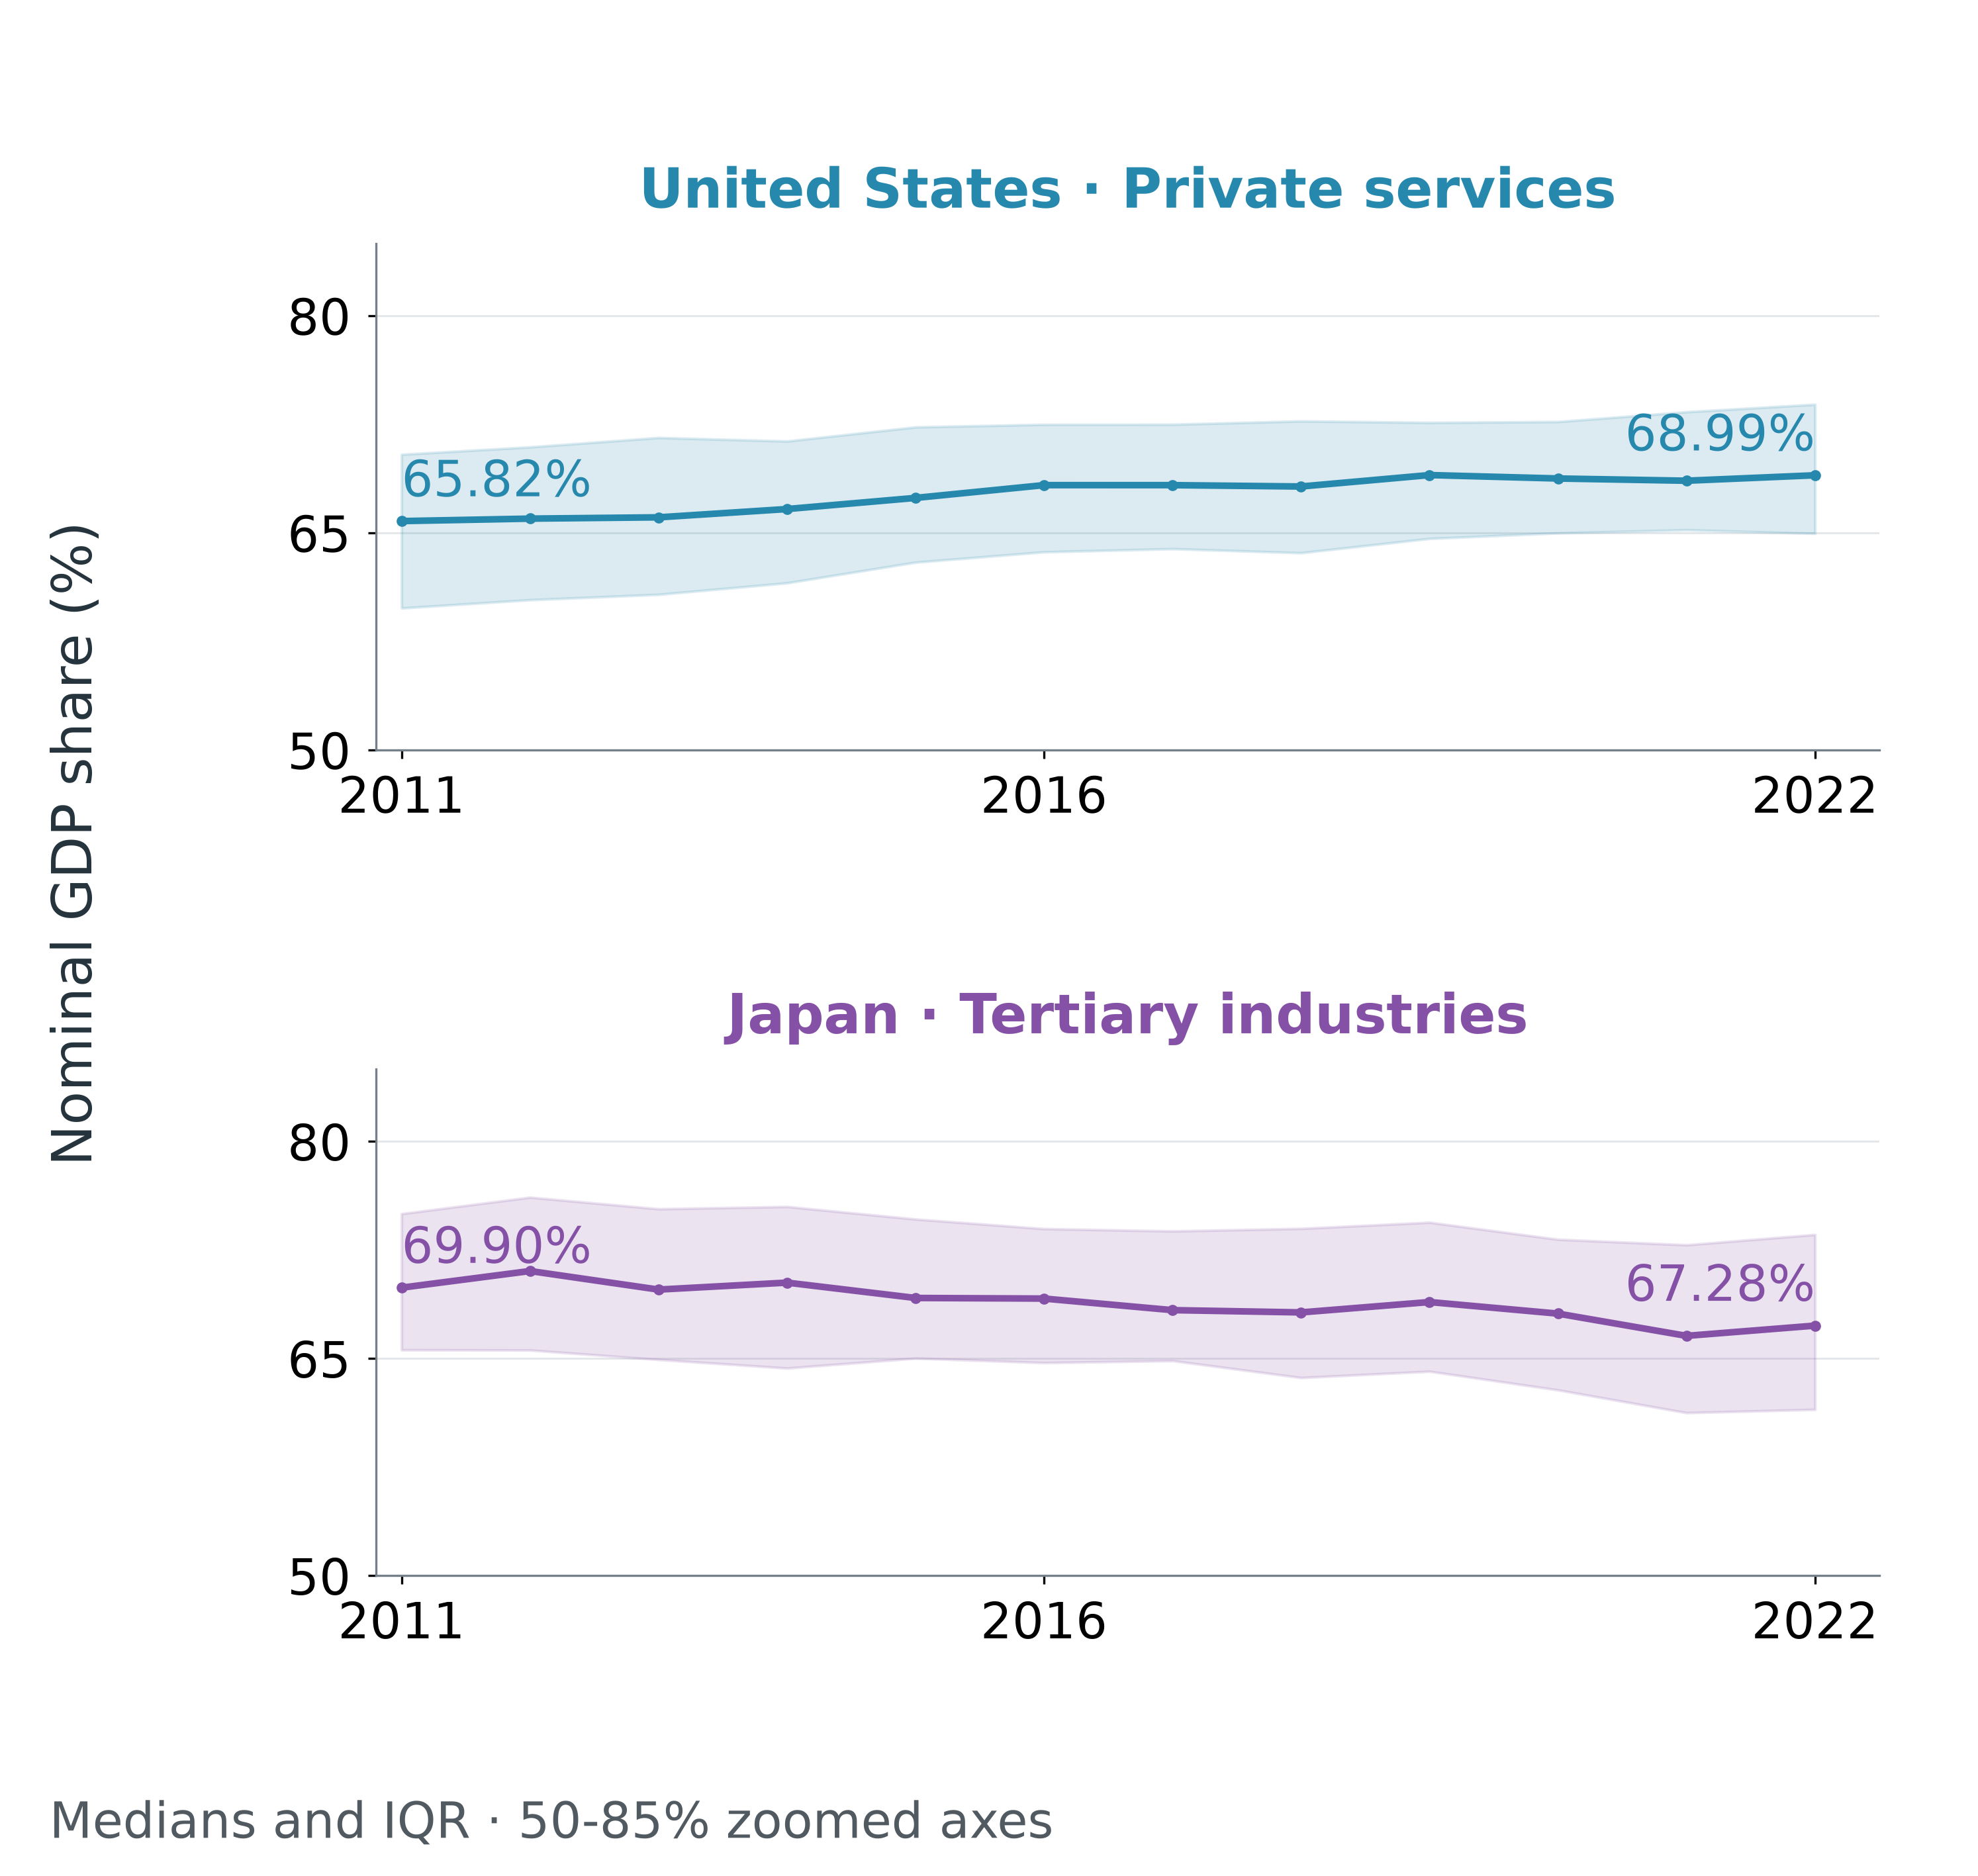 United States · Private services
80
65.82%
68.99%
65
50
2011 2016 2022
Nominal GDP share (%)
Japan · Tertiary industries
80
69.90%
67.28%
65
50
2011 2016 2022
Medians and IQR · 50-85% zoomed axes